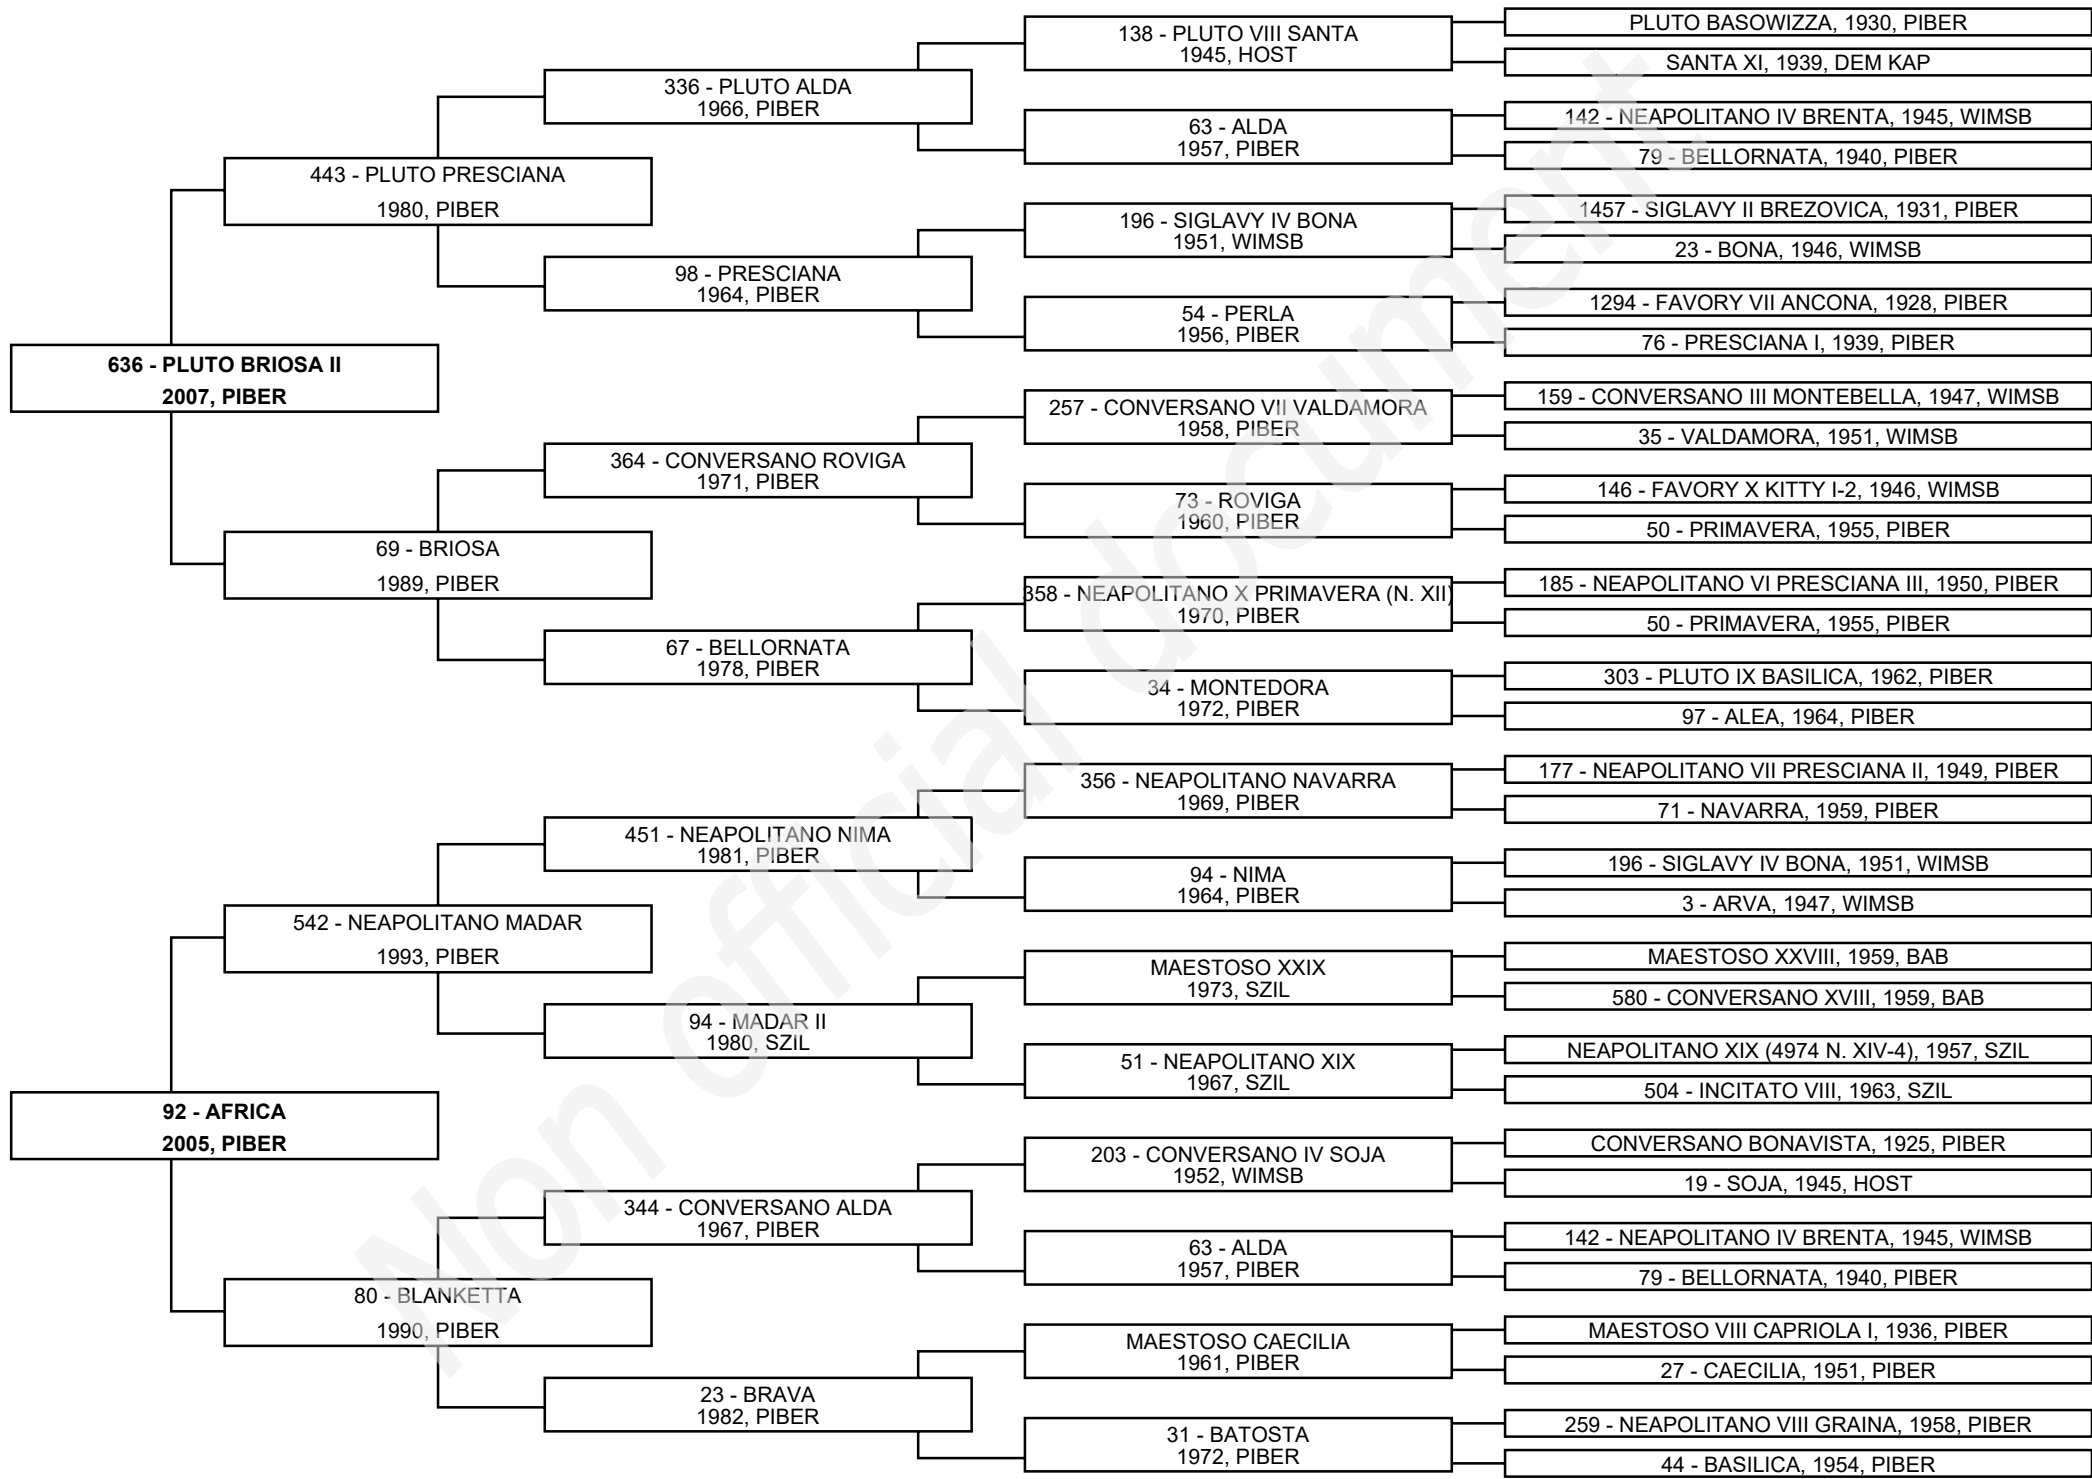 636 - PLUTO BRIOSA II
2007, PIBER
92 - AFRICA
2005, PIBER
443 - PLUTO PRESCIANA
1980, PIBER
69 - BRIOSA
1989, PIBER
542 - NEAPOLITANO MADAR
1993, PIBER
80 - BLANKETTA
1990, PIBER
336 - PLUTO ALDA
1966, PIBER
98 - PRESCIANA
1964, PIBER
364 - CONVERSANO ROVIGA
1971, PIBER
67 - BELLORNATA
1978, PIBER
451 - NEAPOLITANO NIMA
1981, PIBER
94 - MADAR II
1980, SZIL
344 - CONVERSANO ALDA
1967, PIBER
23 - BRAVA
1982, PIBER
138 - PLUTO VIII SANTA
1945, HOST
63 - ALDA
1957, PIBER
196 - SIGLAVY IV BONA
1951, WIMSB
54 - PERLA
1956, PIBER
257 - CONVERSANO VII VALDAMORA
1958, PIBER
73 - ROVIGA
1960, PIBER
358 - NEAPOLITANO X PRIMAVERA (N. XII)
1970, PIBER
34 - MONTEDORA
1972, PIBER
356 - NEAPOLITANO NAVARRA
1969, PIBER
94 - NIMA
1964, PIBER
MAESTOSO XXIX
1973, SZIL
51 - NEAPOLITANO XIX
1967, SZIL
203 - CONVERSANO IV SOJA
1952, WIMSB
63 - ALDA
1957, PIBER
MAESTOSO CAECILIA
1961, PIBER
31 - BATOSTA
1972, PIBER
PLUTO BASOWIZZA, 1930, PIBER
SANTA XI, 1939, DEM KAP
142 - NEAPOLITANO IV BRENTA, 1945, WIMSB
79 - BELLORNATA, 1940, PIBER
1457 - SIGLAVY II BREZOVICA, 1931, PIBER
23 - BONA, 1946, WIMSB
1294 - FAVORY VII ANCONA, 1928, PIBER
76 - PRESCIANA I, 1939, PIBER
159 - CONVERSANO III MONTEBELLA, 1947, WIMSB
35 - VALDAMORA, 1951, WIMSB
146 - FAVORY X KITTY I-2, 1946, WIMSB
50 - PRIMAVERA, 1955, PIBER
185 - NEAPOLITANO VI PRESCIANA III, 1950, PIBER
50 - PRIMAVERA, 1955, PIBER
303 - PLUTO IX BASILICA, 1962, PIBER
97 - ALEA, 1964, PIBER
177 - NEAPOLITANO VII PRESCIANA II, 1949, PIBER
71 - NAVARRA, 1959, PIBER
196 - SIGLAVY IV BONA, 1951, WIMSB
3 - ARVA, 1947, WIMSB
MAESTOSO XXVIII, 1959, BAB
580 - CONVERSANO XVIII, 1959, BAB
NEAPOLITANO XIX (4974 N. XIV-4), 1957, SZIL
504 - INCITATO VIII, 1963, SZIL
CONVERSANO BONAVISTA, 1925, PIBER
19 - SOJA, 1945, HOST
142 - NEAPOLITANO IV BRENTA, 1945, WIMSB
79 - BELLORNATA, 1940, PIBER
MAESTOSO VIII CAPRIOLA I, 1936, PIBER
27 - CAECILIA, 1951, PIBER
259 - NEAPOLITANO VIII GRAINA, 1958, PIBER
44 - BASILICA, 1954, PIBER
Non official document